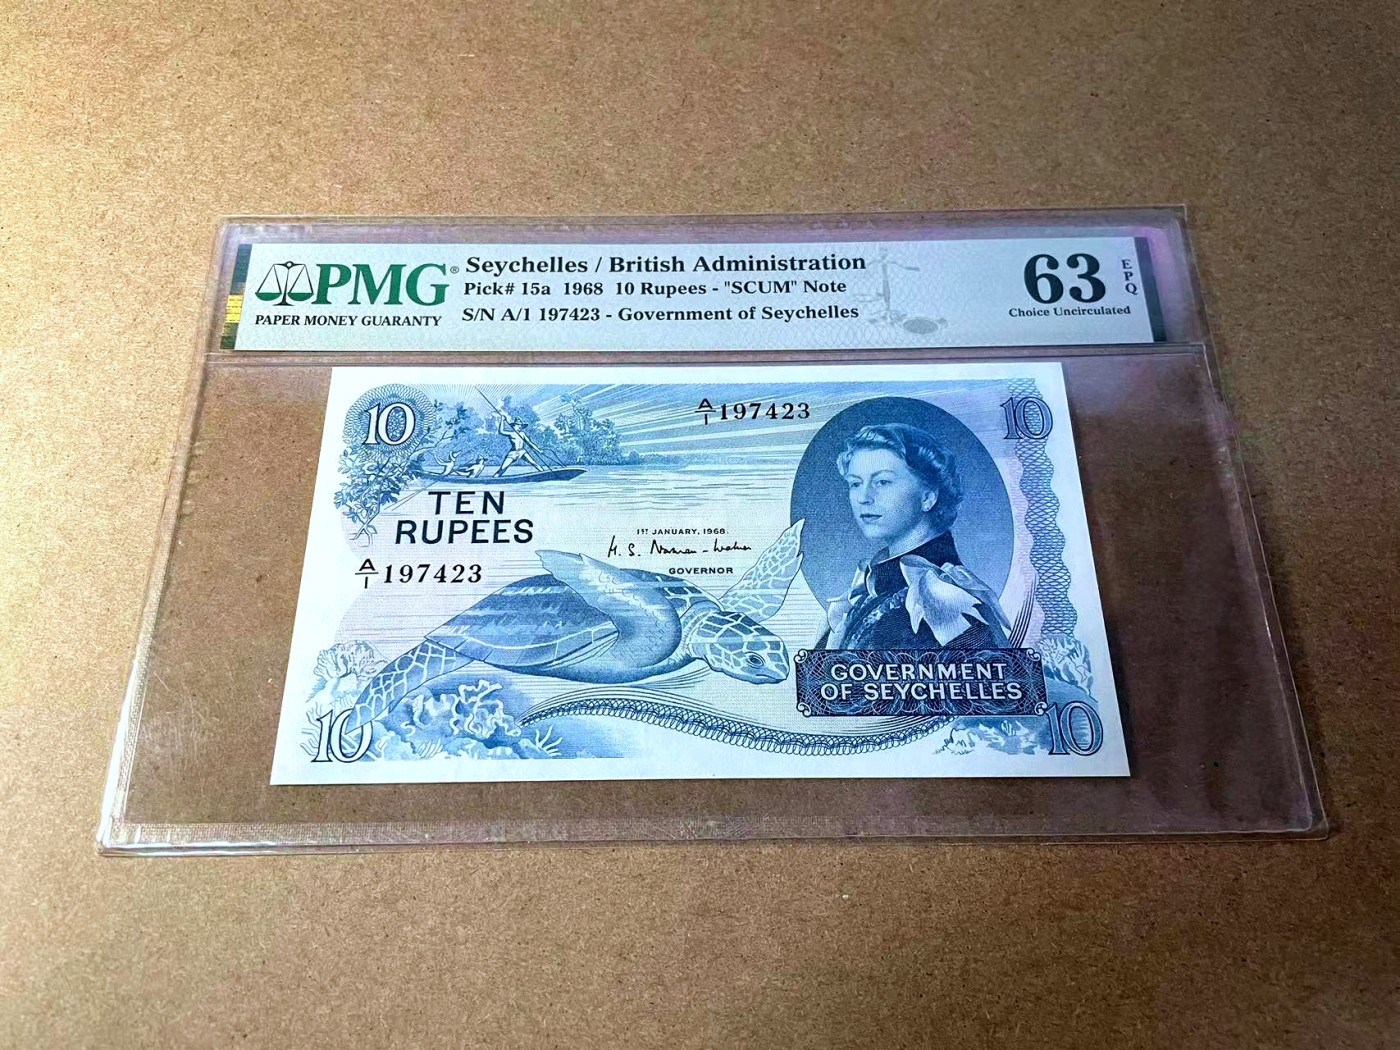 PMG®
PAPER MONEY GUARANTY
Seychelles / British Administration
Pick# 15a 1968 10 Rupees - "SCUM" Note
S/N A/1 197423 - Government of Seychelles
63
Choice Uncirculated
EPQ
10
A/1 197423
10
TEN
RUPEES
1ST JANUARY, 1968.
GOVERNOR
A/1 197423
GOVERNMENT
OF SEYCHELLES
10
10